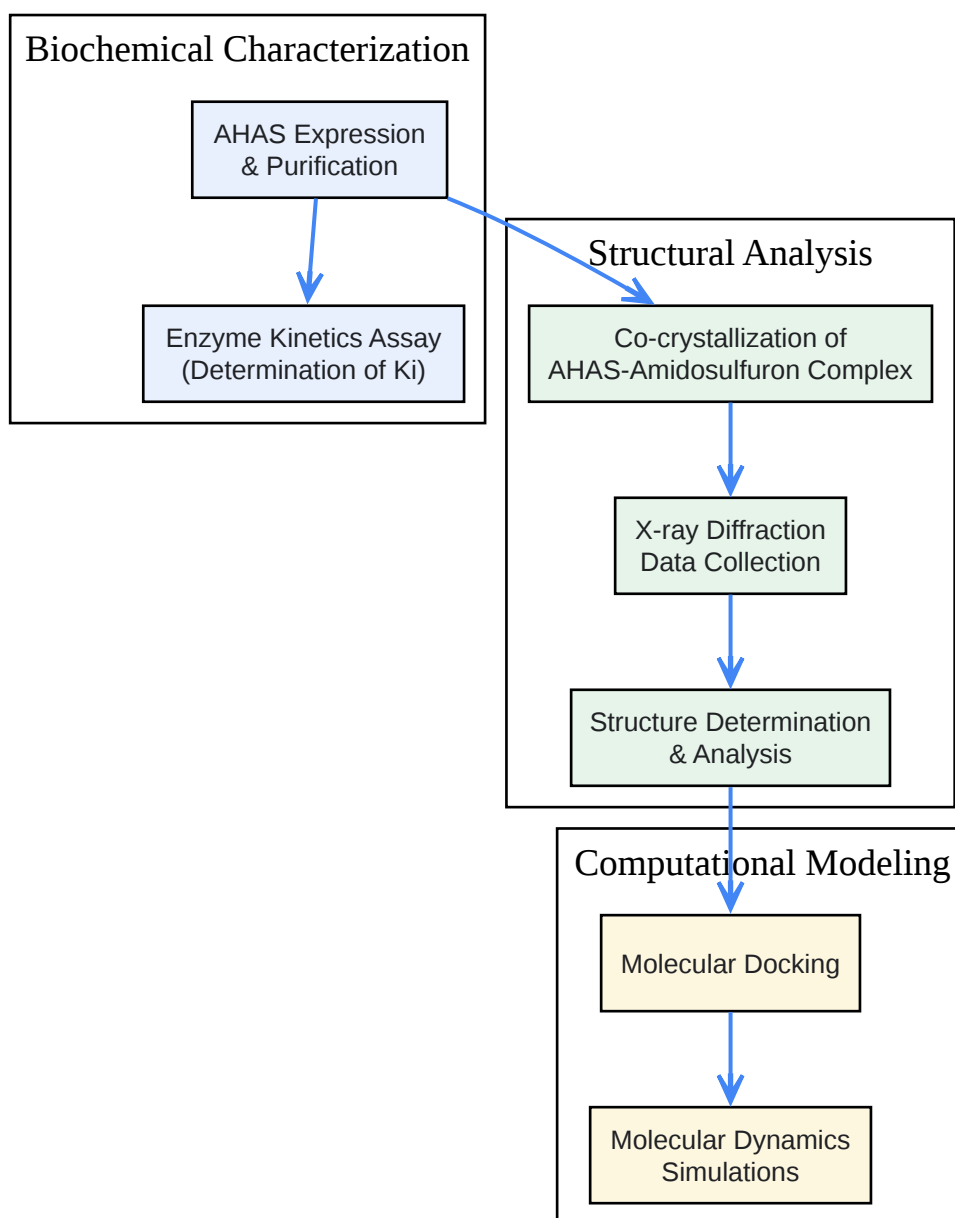 Biochemical Characterization
AHAS Expression
& Purification
Enzyme Kinetics Assay
(Determination of Ki)
Structural Analysis
Co-crystallization of
AHAS-Amidosulfuron Complex
X-ray Diffraction
Data Collection
Structure Determination
& Analysis
Computational Modeling
Molecular Docking
Molecular Dynamics
Simulations